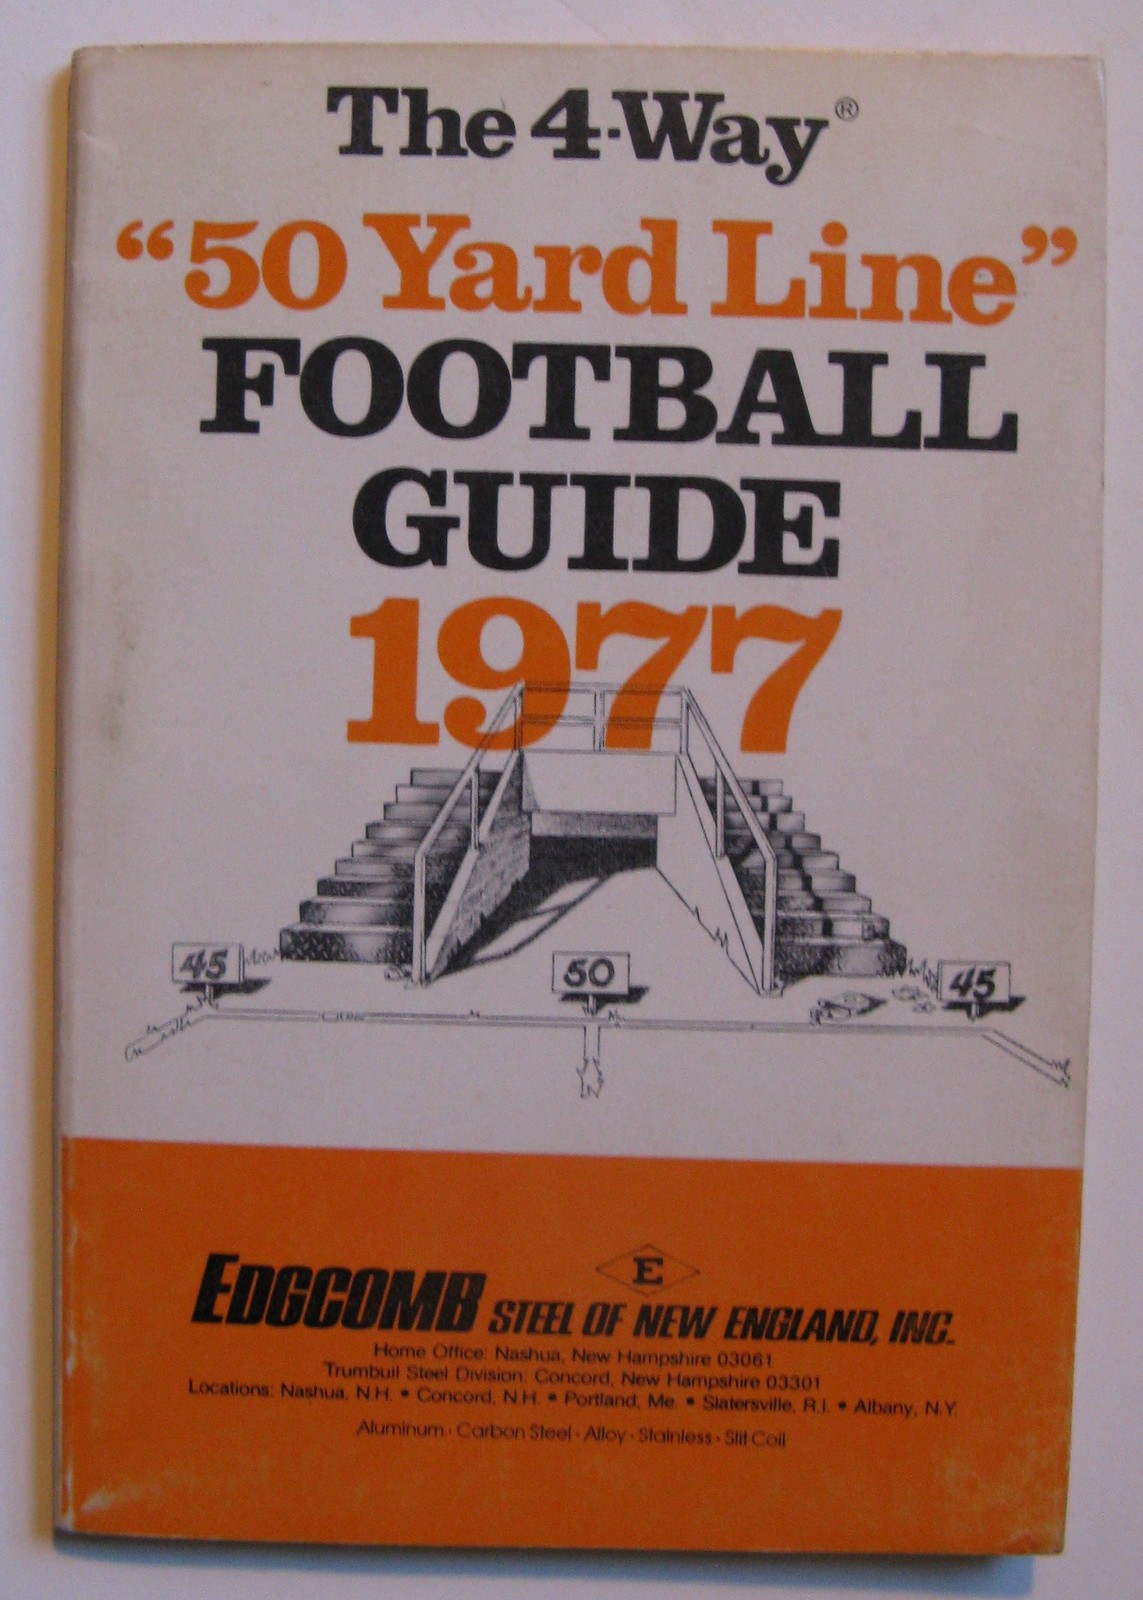 The 4-Way®
“50 Yard Line”
FOOTBALL
GUIDE
1977
45
50
45
E
EDGCOMB STEEL OF NEW ENGLAND, INC.
Home Office: Nashua, New Hampshire 03061
Trumbull Steel Division: Concord, New Hampshire 03301
Locations: Nashua, N.H. • Concord, N.H. • Portland, Me. • Slatersville, R.I. • Albany, N.Y.
Aluminum · Carbon Steel · Alloy · Stainless · Slit Coil